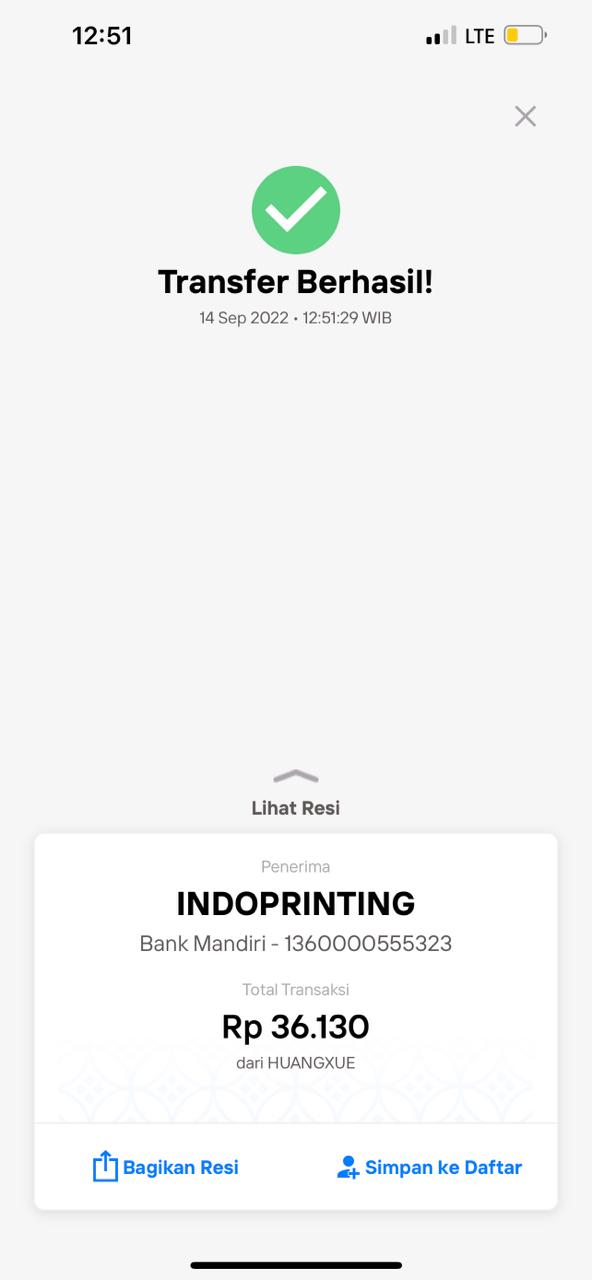 12:51
LTE
Transfer Berhasil!
14 Sep 2022 • 12:51:29 WIB
Lihat Resi
Penerima
INDOPRINTING
Bank Mandiri - 1360000555323
Total Transaksi
Rp 36.130
dari HUANGXUE
Bagikan Resi
Simpan ke Daftar